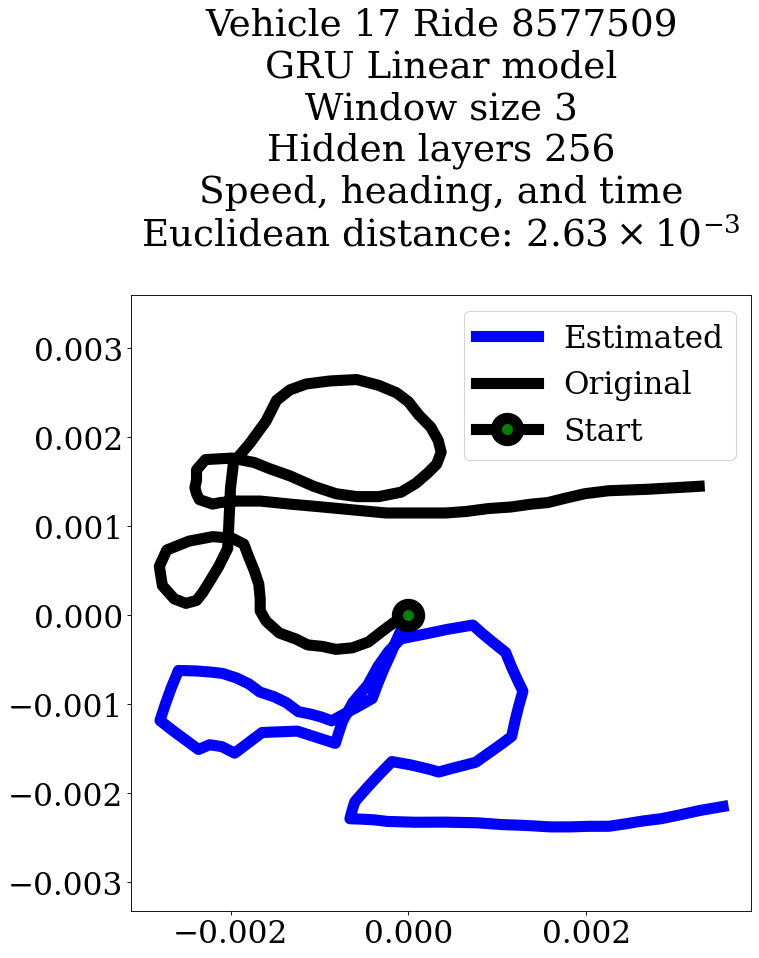 Vehicle 17 Ride 8577509
GRU Linear model
Window size 3
Hidden layers 256
Speed, heading, and time
Euclidean distance: 2.63 × 10⁻³
Estimated
Original
Start
0.003
0.002
0.001
0.000
−0.001
−0.002
−0.003
−0.002 0.000 0.002